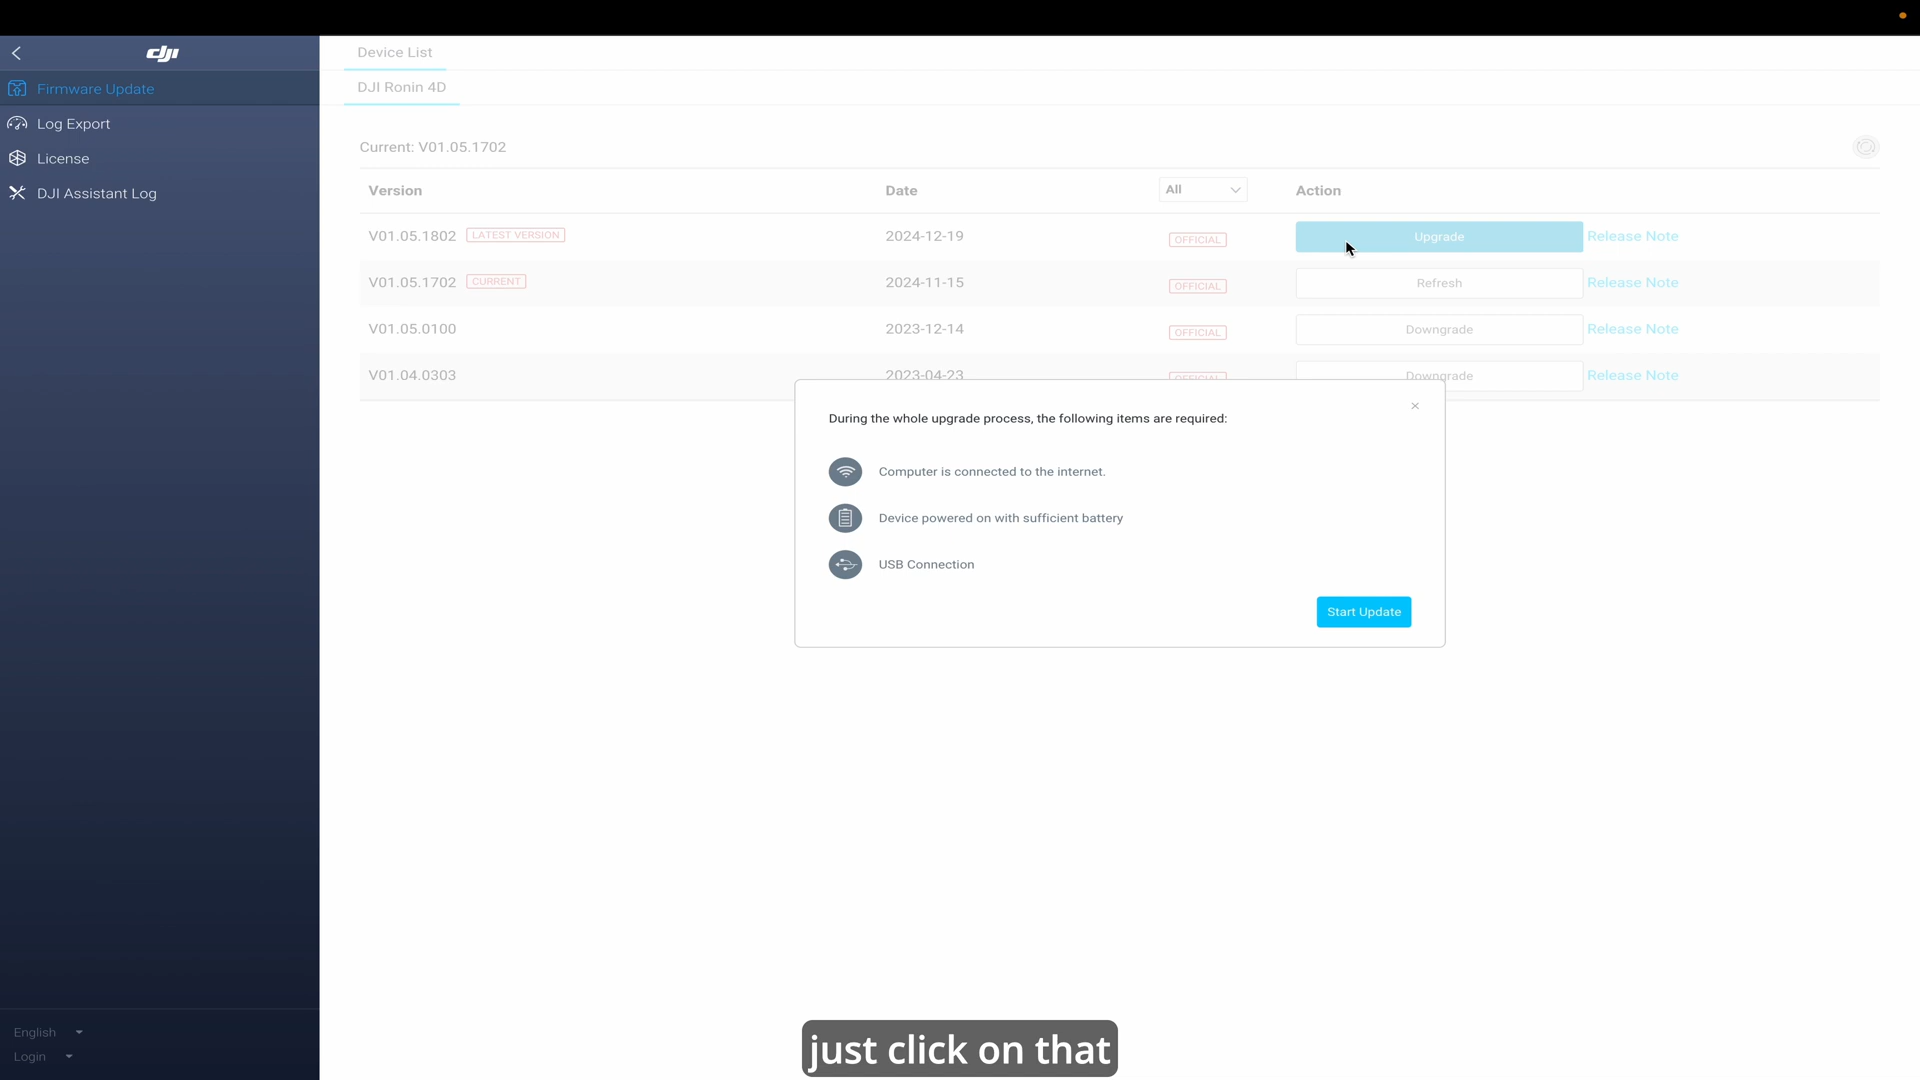 dji
Device List
Firmware Update
DJI Ronin 4D
Log Export
License
DJI Assistant Log
Current: V01.05.1702
Version Date All Action
V01.05.1802 LATEST VERSION 2024-12-19 OFFICIAL Upgrade Release Note
V01.05.1702 CURRENT 2024-11-15 OFFICIAL Refresh Release Note
V01.05.0100 2023-12-14 OFFICIAL Downgrade Release Note
V01.04.0303 2023-04-23 OFFICIAL Downgrade Release Note
During the whole upgrade process, the following items are required:
Computer is connected to the internet.
Device powered on with sufficient battery
USB Connection
Start Update
English
Login
just click on that